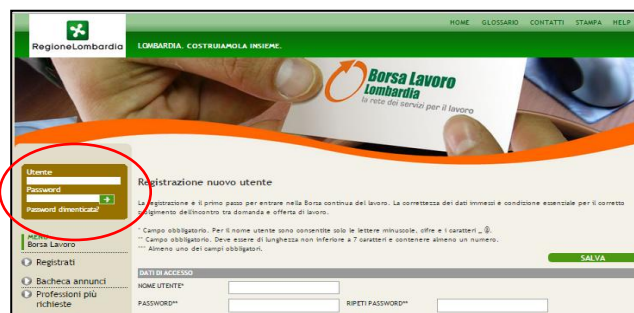 HOME GLOSSARIO CONTATTI STAMPA HELP
RegioneLombardia
LOMBARDIA. COSTRUIAMOLA INSIEME.
Borsa Lavoro
Lombardia
la rete dei servizi per il lavoro
Utente
Password
Password dimenticata?
MENU
Borsa Lavoro
Registrati
Bacheca annunci
Professioni più
richieste
Registrazione nuovo utente
La registrazione è il primo passo per entrare nella Borsa continua del lavoro. La correttezza dei dati immessi è condizione essenziale per il corretto
svolgimento dell'incontro tra domanda e offerta di lavoro.
* Campo obbligatorio. Per il nome utente sono consentite solo le lettere minuscole, cifre e i caratteri _ @.
** Campo obbligatorio. Deve essere di lunghezza non inferiore a 7 caratteri e contenere almeno un numero.
*** Almeno uno dei campi obbligatori.
SALVA
DATI DI ACCESSO
NOME UTENTE*
PASSWORD** RIPETI PASSWORD**